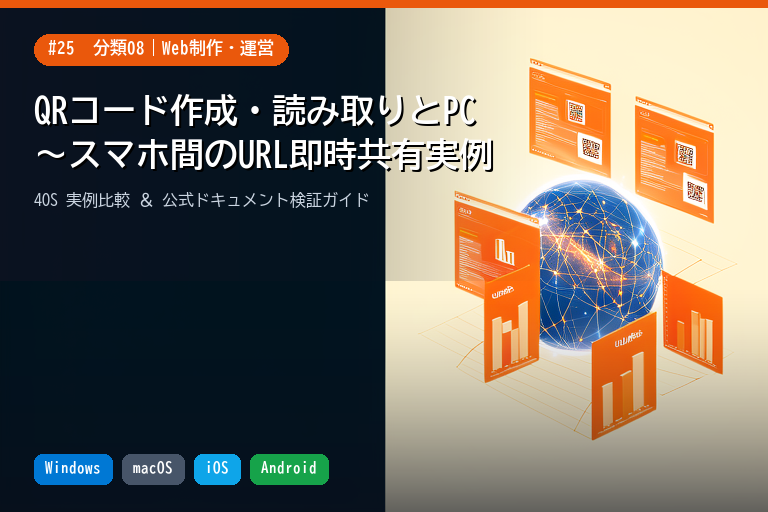 #25 分類08｜Web制作・運営
QRコード作成・読み取りとPC
～スマホ間のURL即時共有実例
4OS 実例比較 ＆ 公式ドキュメント検証ガイド
Windows
macOS
iOS
Android